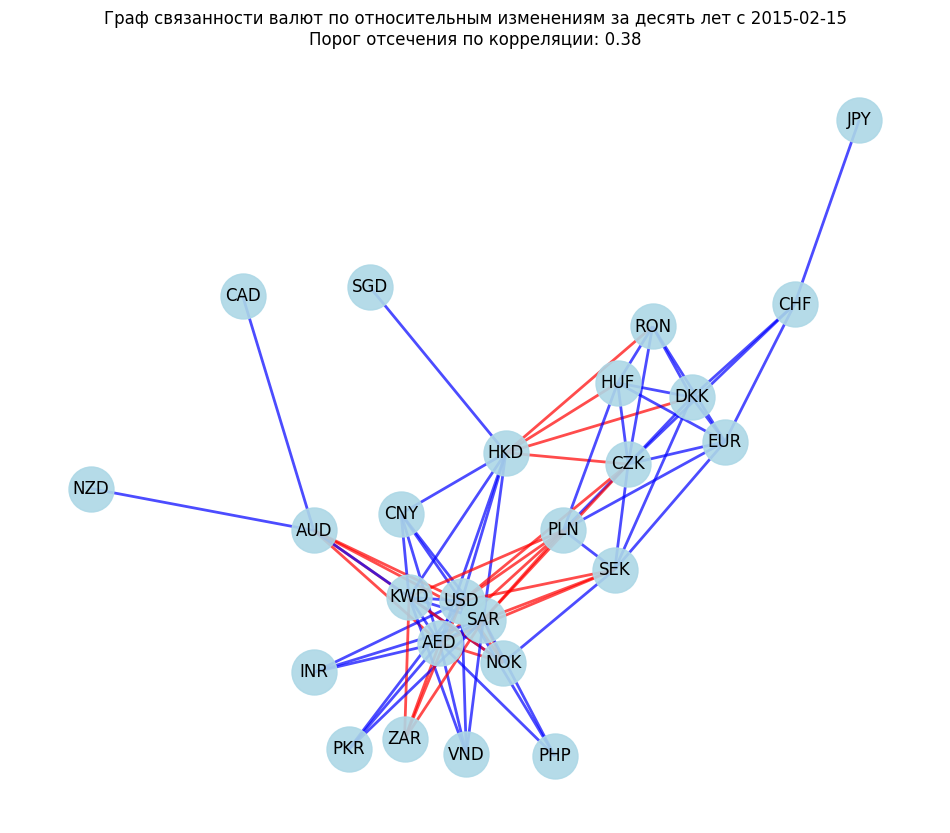 Граф связанности валют по относительным изменениям за десять лет с 2015-02-15
Порог отсечения по корреляции: 0.38
JPY
CAD
SGD
CHF
RON
HUF
DKK
EUR
HKD
CZK
NZD
CNY
AUD
PLN
SEK
KWD
USD
SAR
AED
NOK
INR
PKR
ZAR
VND
PHP